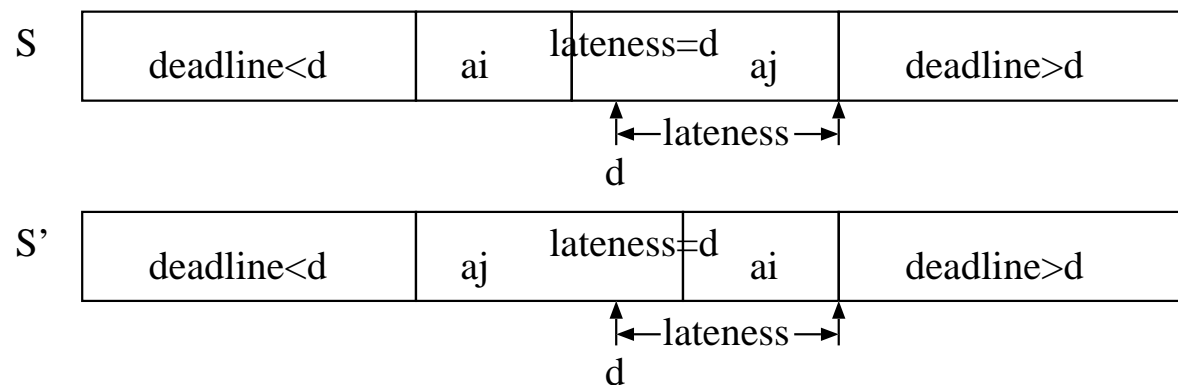 S
lateness=d
deadline<d ai aj deadline>d
lateness
d
S’
lateness=d
deadline<d aj ai deadline>d
lateness
d